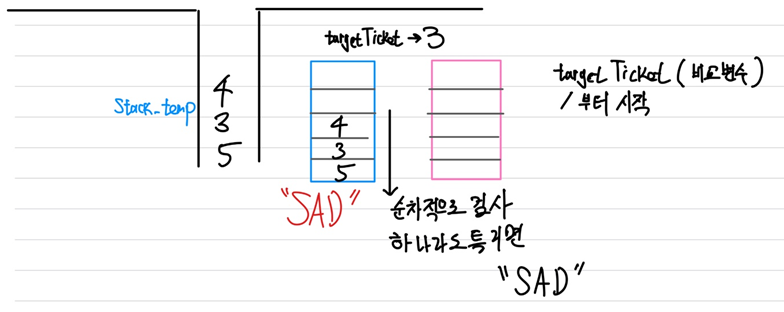 targetTicket → 3
targetTicket (비교변수)
1 부터 시작
Stack_temp
4
3
5
4
3
5
"SAD"
순차적으로 검사
하나라도 틀리면
"SAD"